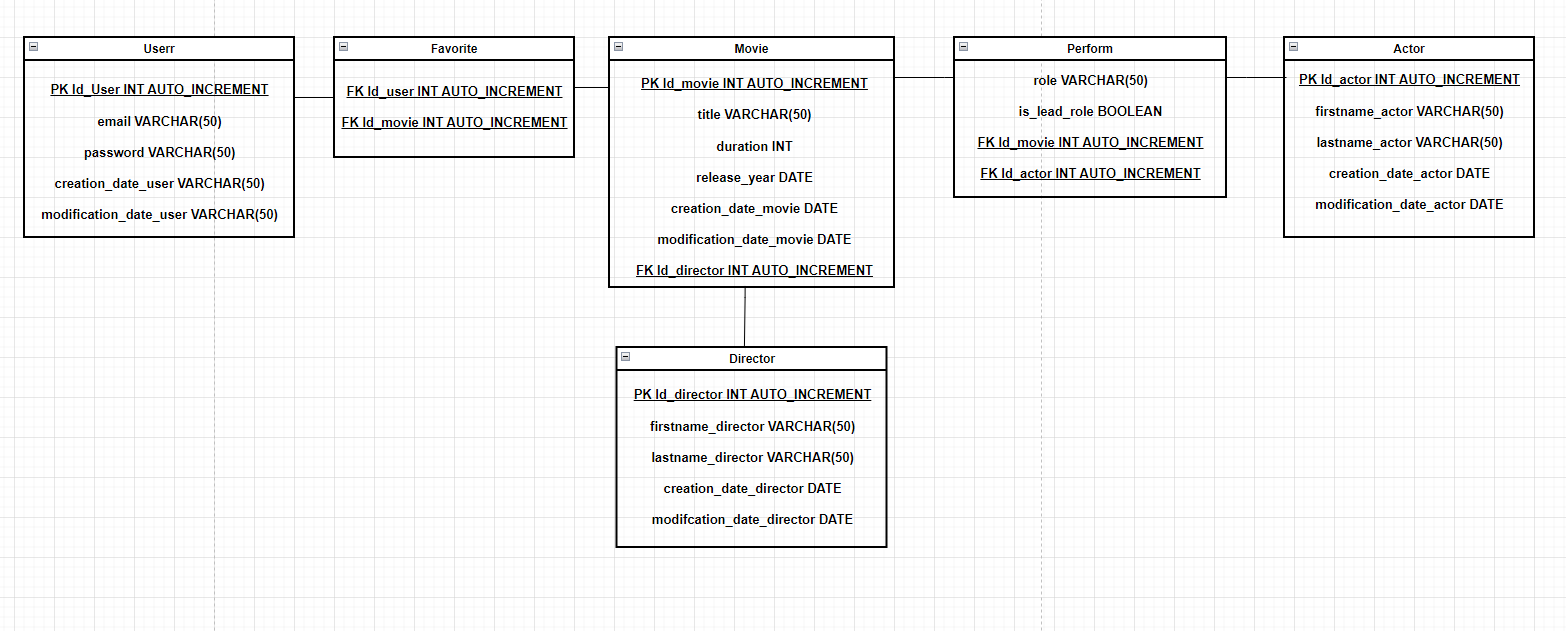 Userr
PK Id_User INT AUTO_INCREMENT
email VARCHAR(50)
password VARCHAR(50)
creation_date_user VARCHAR(50)
modification_date_user VARCHAR(50)
Favorite
FK Id_user INT AUTO_INCREMENT
FK Id_movie INT AUTO_INCREMENT
Movie
PK Id_movie INT AUTO_INCREMENT
title VARCHAR(50)
duration INT
release_year DATE
creation_date_movie DATE
modification_date_movie DATE
FK Id_director INT AUTO_INCREMENT
Perform
role VARCHAR(50)
is_lead_role BOOLEAN
FK Id_movie INT AUTO_INCREMENT
FK Id_actor INT AUTO_INCREMENT
Actor
PK Id_actor INT AUTO_INCREMENT
firstname_actor VARCHAR(50)
lastname_actor VARCHAR(50)
creation_date_actor DATE
modification_date_actor DATE
Director
PK Id_director INT AUTO_INCREMENT
firstname_director VARCHAR(50)
lastname_director VARCHAR(50)
creation_date_director DATE
modifcation_date_director DATE